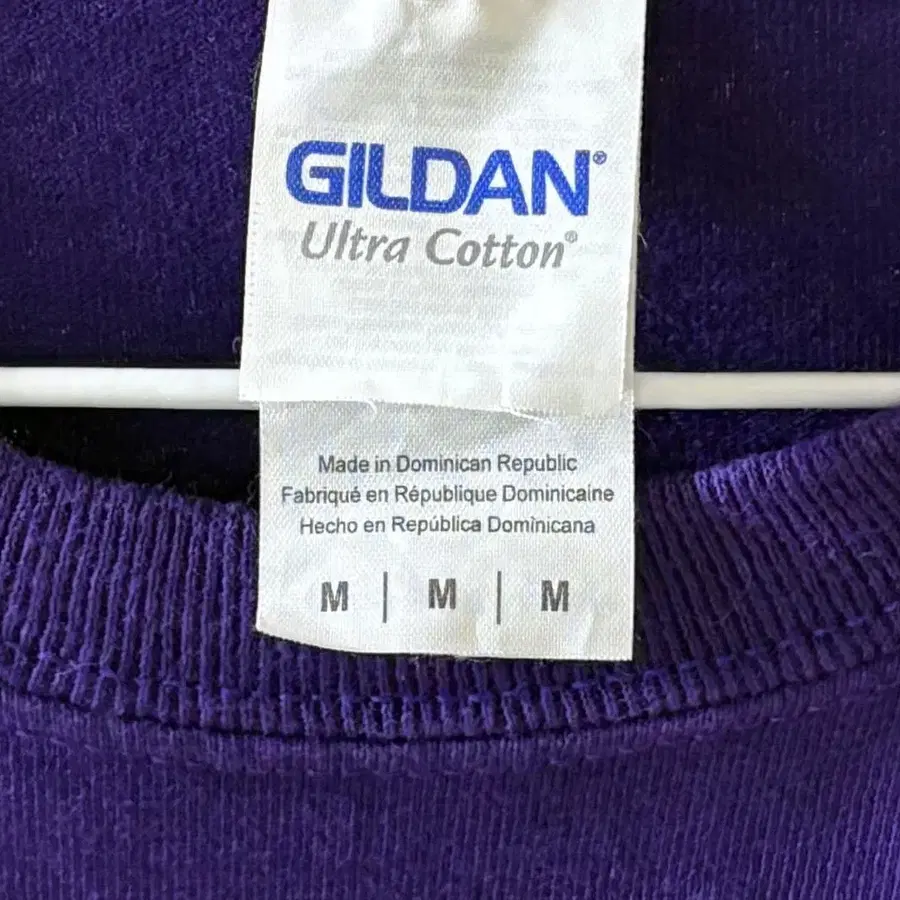 GILDAN®
Ultra Cotton®
Made in Dominican Republic
Fabriqué en République Dominicaine
Hecho en República Dominicana
M | M | M